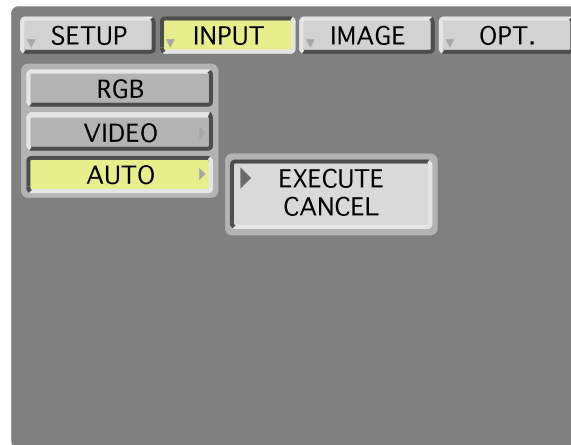 SETUP INPUT IMAGE OPT.
RGB
VIDEO
AUTO
EXECUTE
CANCEL